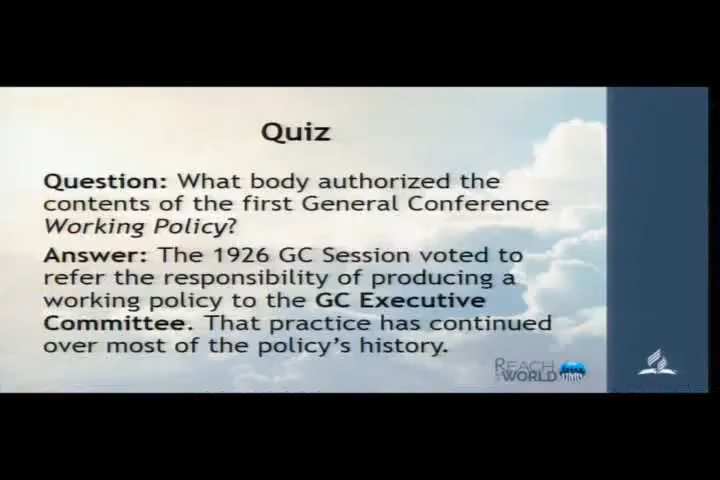 Quiz
Question: What body authorized the
contents of the first General Conference
Working Policy?
Answer: The 1926 GC Session voted to
refer the responsibility of producing a
working policy to the GC Executive
Committee. That practice has continued
over most of the policy's history.
REACH
WORLD